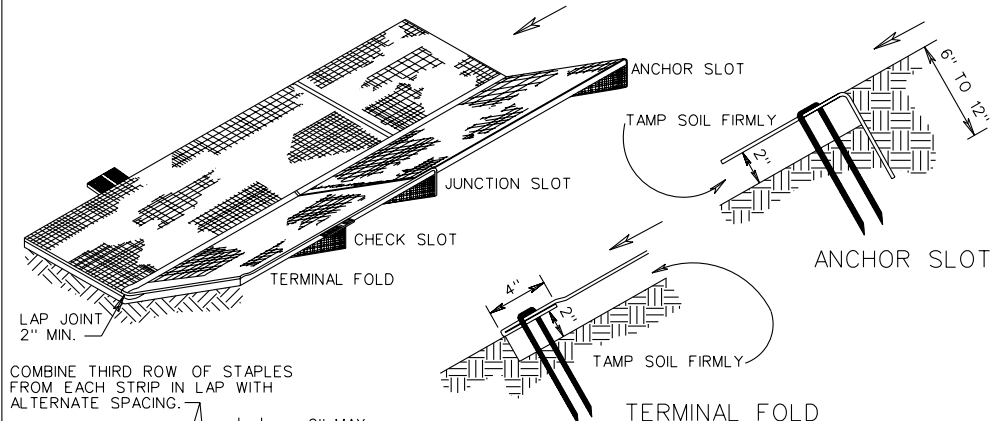 ANCHOR SLOT
JUNCTION SLOT
CHECK SLOT
TERMINAL FOLD
LAP JOINT
2" MIN.
COMBINE THIRD ROW OF STAPLES
FROM EACH STRIP IN LAP WITH
ALTERNATE SPACING.
TAMP SOIL FIRMLY
2"
6" TO 12"
ANCHOR SLOT
4"
2"
TAMP SOIL FIRMLY
TERMINAL FOLD